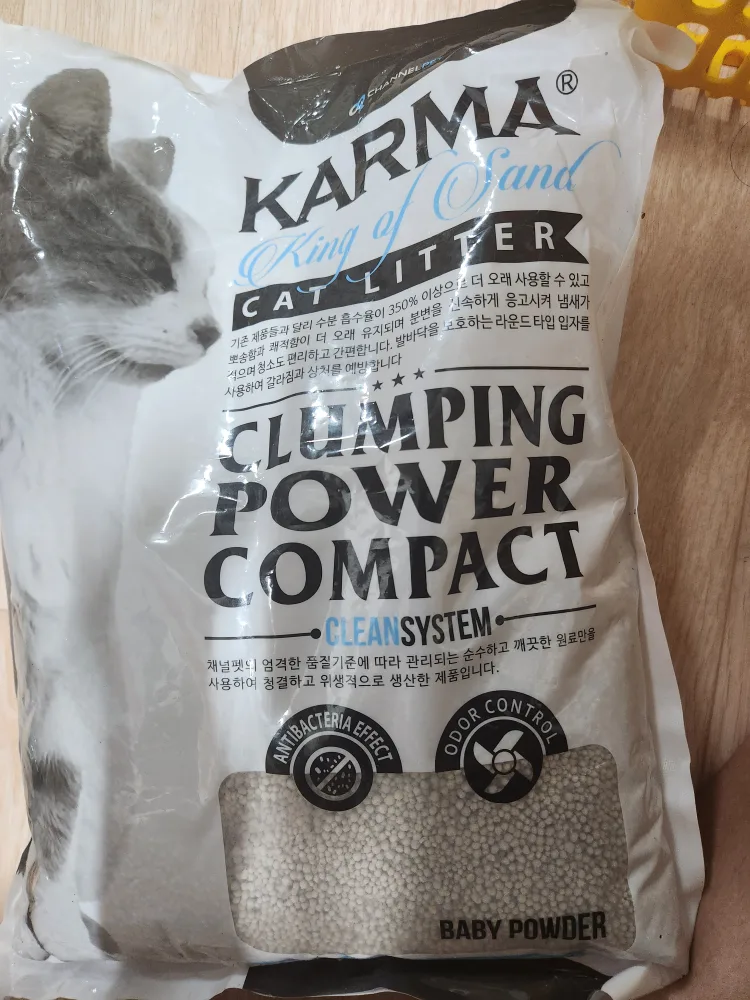 CHANNELPET
KARMA®
King of Sand
CAT LITTER
기존 제품들과 달리 수분 흡수율이 350% 이상으로 더 오래 사용할 수 있고
뽀송함과 쾌적함이 더 오래 유지되며 분변을 신속하게 응고시켜 냄새가
적으며 청소도 편리하고 간편합니다. 발바닥을 보호하는 라운드 타입 입자를
사용하여 갈라짐과 상처를 예방합니다
CLUMPING
POWER
COMPACT
CLEANSYSTEM
채널펫의 엄격한 품질기준에 따라 관리되는 순수하고 깨끗한 원료만을
사용하여 청결하고 위생적으로 생산한 제품입니다.
ANTIBACTERIA EFFECT
ODOR CONTROL
BABY POWDER